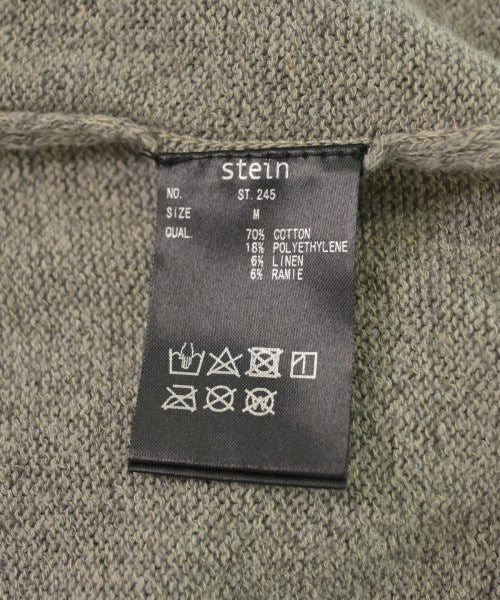 stein
NO. ST. 245
SIZE M
QUAL. 70% COTTON
18% POLYETHYLENE
6% LINEN
6% RAMIE
W